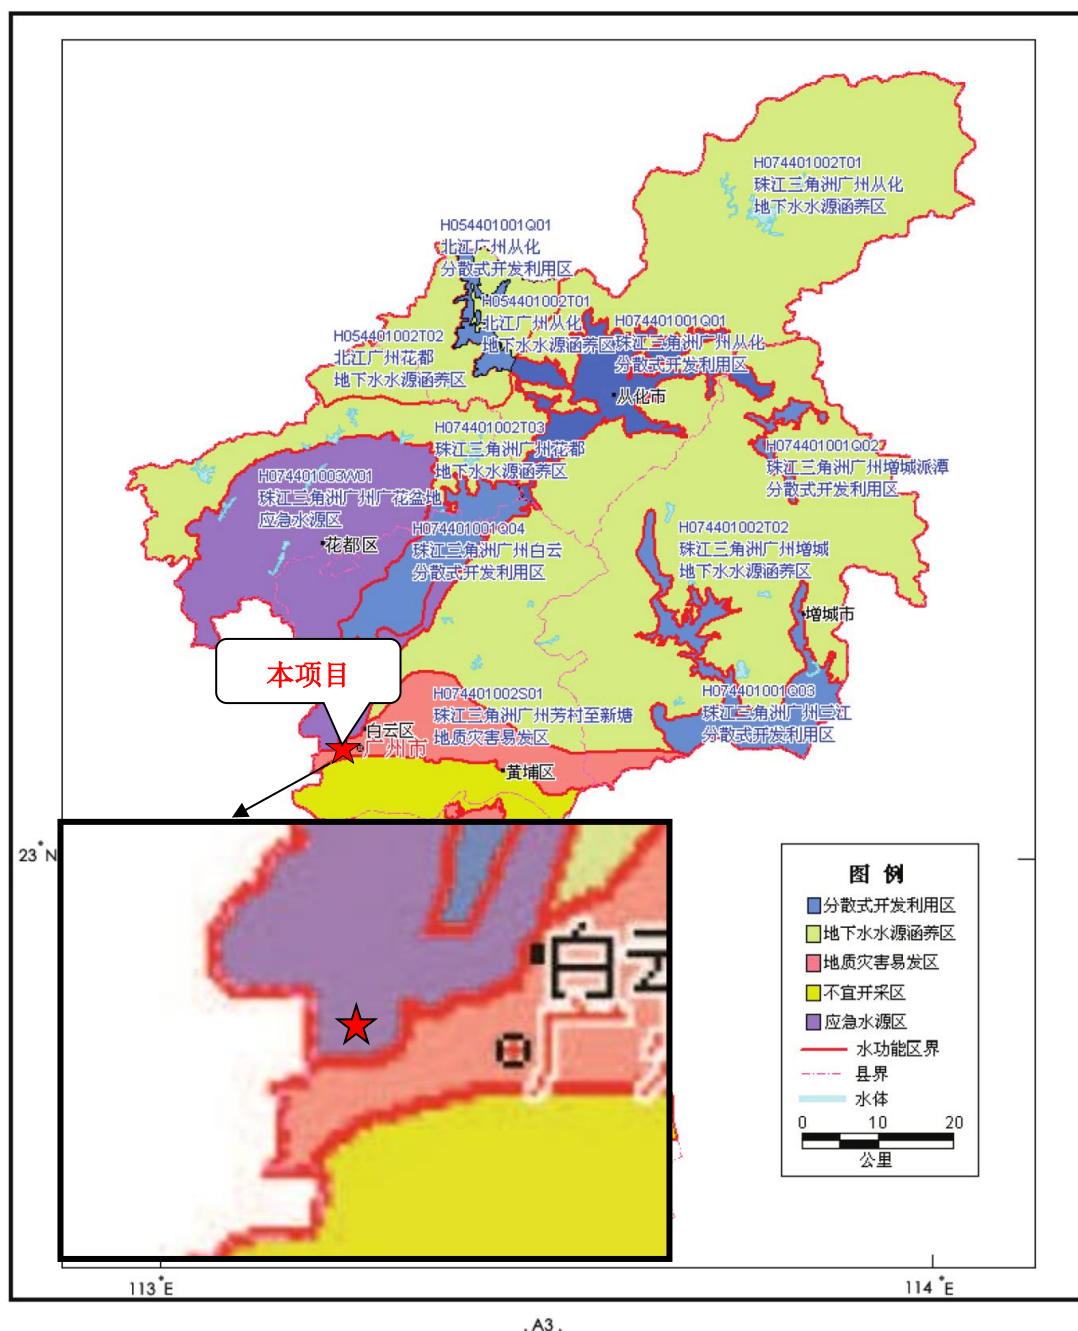 H074401002T01
珠江三角洲广州从化
地下水水源涵养区
H054401001Q01
北江广州从化
分散式开发利用区
H054401002T01
北江广州从化
地下水水源涵养区
H074401001Q01
珠江三角洲广州从化
分散式开发利用区
H054401002T02
北江广州花都
地下水水源涵养区
从化市
H074401002T03
珠江三角洲广州花都
地下水水源涵养区
H074401001Q02
珠江三角洲广州增城派潭
分散式开发利用区
H074401003W01
珠江三角洲广州广花盆地
应急水源区
花都区
H074401001Q04
珠江三角洲广州白云
分散式开发利用区
H074401002T02
珠江三角洲广州增城
地下水水源涵养区
增城市
本项目
H074401002S01
珠江三角洲广州芳村至新塘
地质灾害易发区
H074401001Q03
珠江三角洲广州三江
分散式开发利用区
白云区
广州市
黄埔区
23°N
白云
广
图 例
分散式开发利用区
地下水水源涵养区
地质灾害易发区
不宜开采区
应急水源区
水功能区界
县界
水体
0 10 20
公里
113°E
114°E
. A3 .